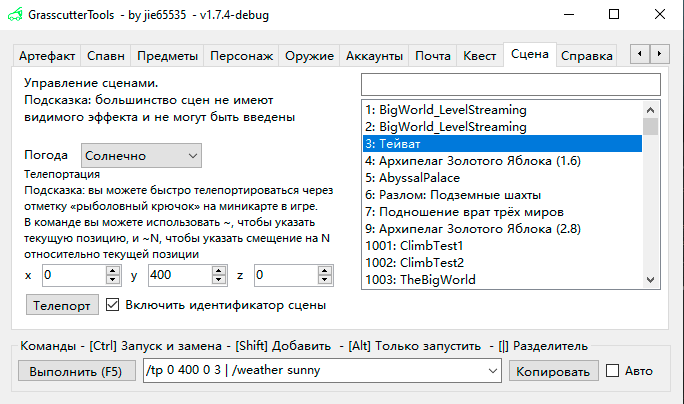 GrasscutterTools - by jie65535 - v1.7.4-debug
Артефакт Спавн Предметы Персонаж Оружие Аккаунты Почта Квест Сцена Справка
Управление сценами.
Подсказка: большинство сцен не имеют
видимого эффекта и не могут быть введены
Погода Солнечно
Телепортация
Подсказка: вы можете быстро телепортироваться через
отметку «рыболовный крючок» на миникарте в игре.
В команде вы можете использовать ~, чтобы указать
текущую позицию, и ~N, чтобы указать смещение на N
относительно текущей позиции
x 0 y 400 z 0
Телепорт Включить идентификатор сцены
1: BigWorld_LevelStreaming
2: BigWorld_LevelStreaming
3: Тейват
4: Архипелаг Золотого Яблока (1.6)
5: AbyssalPalace
6: Разлом: Подземные шахты
7: Подношение врат трёх миров
9: Архипелаг Золотого Яблока (2.8)
1001: ClimbTest1
1002: ClimbTest2
1003: TheBigWorld
Команды - [Ctrl] Запуск и замена - [Shift] Добавить - [Alt] Только запустить - [|] Разделитель
Выполнить (F5) /tp 0 400 0 3 | /weather sunny Копировать Авто